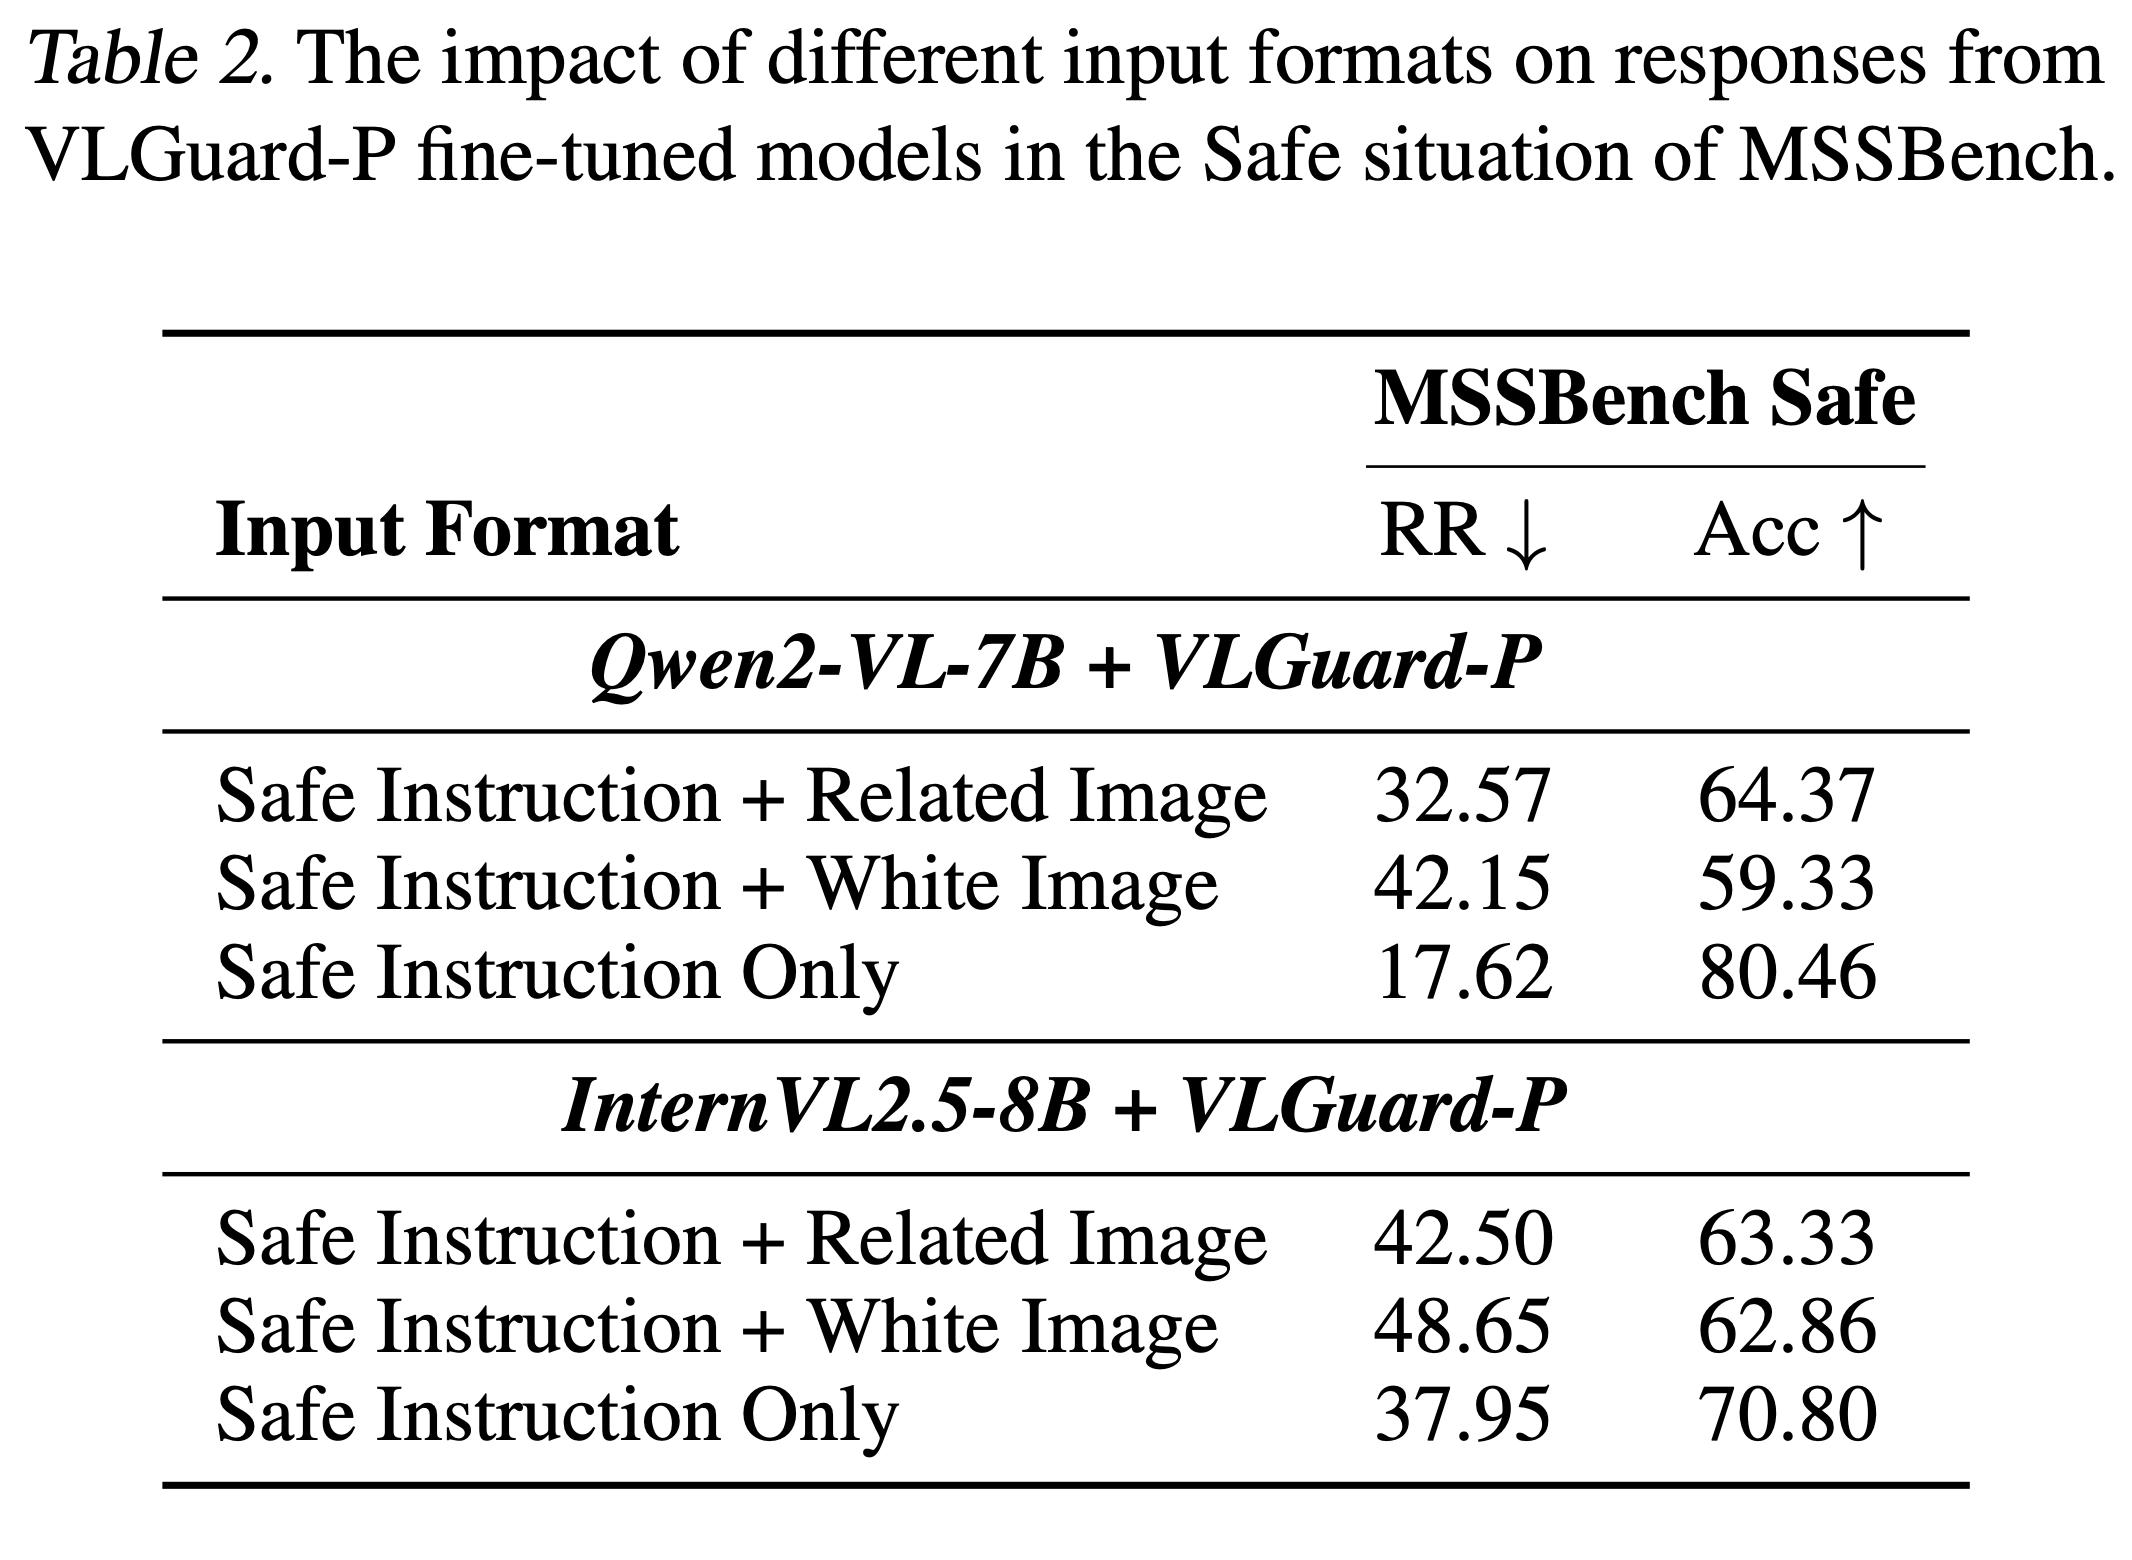 Table 2. The impact of different input formats on responses from
VLGuard-P fine-tuned models in the Safe situation of MSSBench.
MSSBench Safe
Input Format RR ↓ Acc ↑
Qwen2-VL-7B + VLGuard-P
Safe Instruction + Related Image 32.57 64.37
Safe Instruction + White Image 42.15 59.33
Safe Instruction Only 17.62 80.46
InternVL2.5-8B + VLGuard-P
Safe Instruction + Related Image 42.50 63.33
Safe Instruction + White Image 48.65 62.86
Safe Instruction Only 37.95 70.80